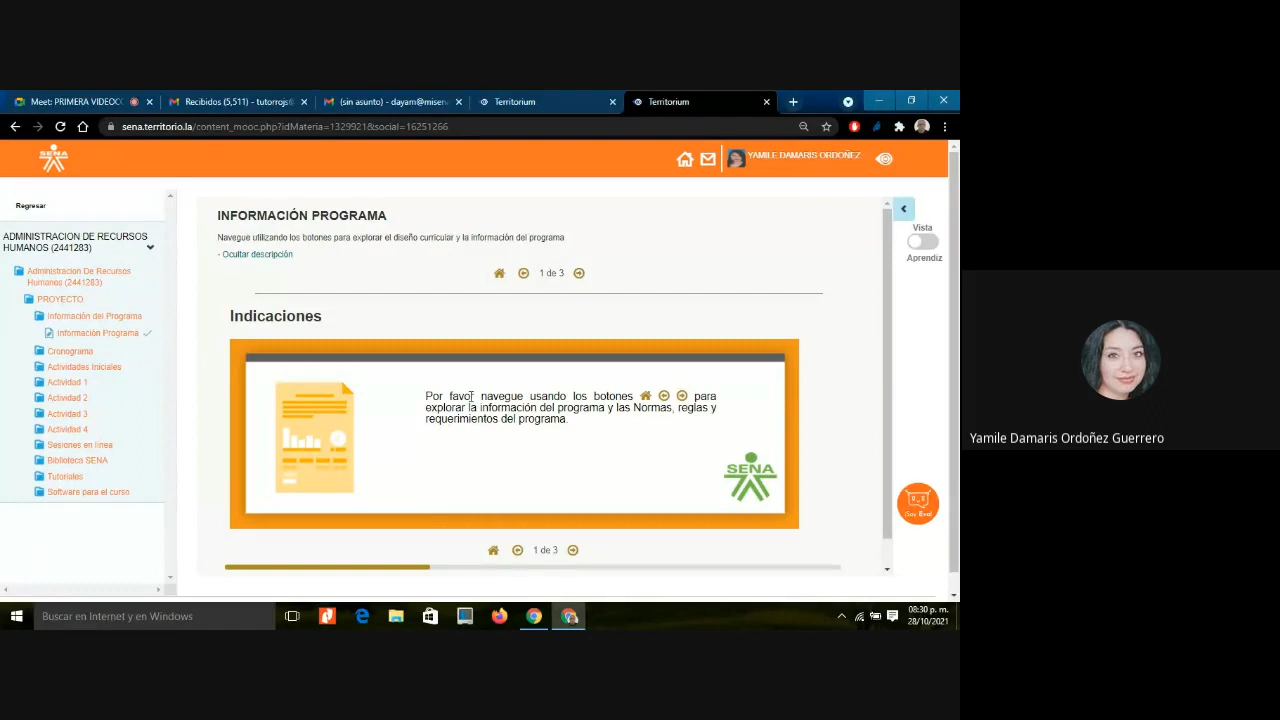 Meet: PRIMERA VIDEOC
Recibidos (5,511) - tutorrojs@
(sin asunto) - dayam@misen
Territorium
Territorium
sena.territorio.la/content_mooc.php?idMateria=1329921&social=16251266
SENA
YAMILE DAMARIS ORDOÑEZ
Regresar
ADMINISTRACION DE RECURSOS
HUMANOS (2441283)
Administracion De Recursos
Humanos (2441283)
PROYECTO
Información del Programa
Información Programa
Cronograma
Actividades Iniciales
Actividad 1
Actividad 2
Actividad 3
Actividad 4
Sesiones en línea
Biblioteca SENA
Tutoriales
Software para el curso
INFORMACIÓN PROGRAMA
Navegue utilizando los botones para explorar el diseño curricular y la información del programa
- Ocultar descripción
1 de 3
Indicaciones
Por favor navegue usando los botones para
explorar la información del programa y las Normas, reglas y
requerimientos del programa.
SENA
1 de 3
Vista
Aprendiz
¡Soy Eva!
Yamile Damaris Ordoñez Guerrero
Buscar en Internet y en Windows
08:30 p. m.
28/10/2021